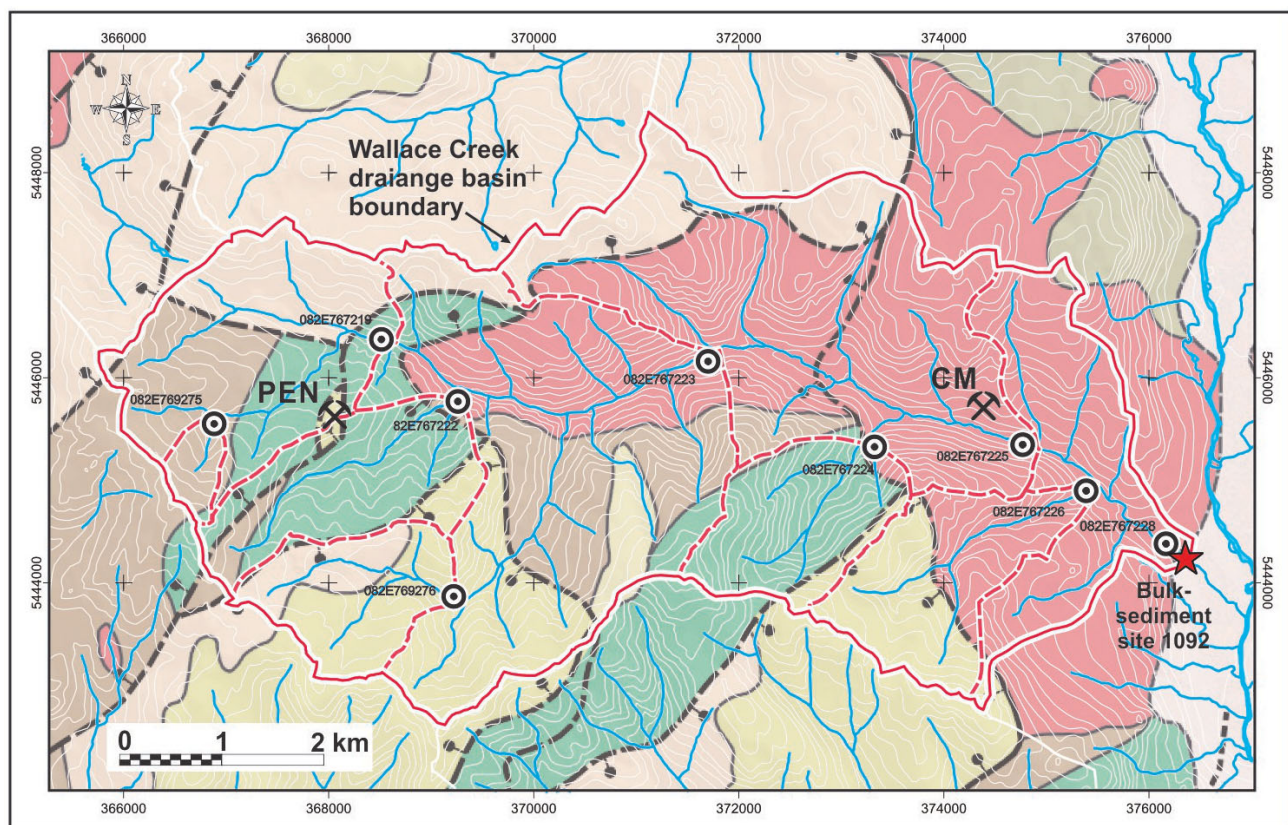 366000 368000 370000 372000 374000 376000
N
W E
S
5448000 5448000
Wallace Creek
draiange basin
boundary
082E767219
PEN
082E769275
82E767222
082E767223
CM
5446000 5446000
082E767224
082E767225
082E767226
082E767228
082E769276
5444000 5444000
Bulk-
sediment
site 1092
0 1 2 km
366000 368000 370000 372000 374000 376000